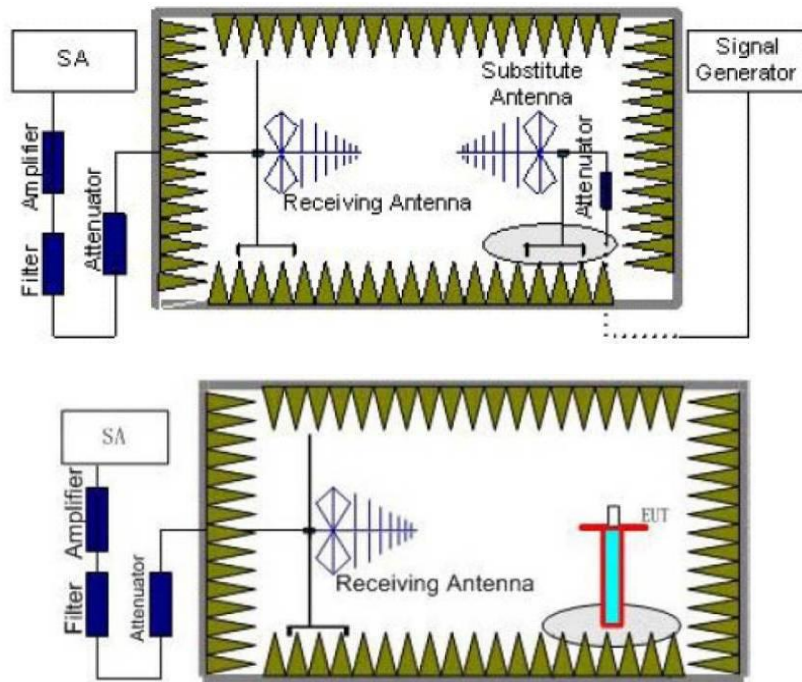 SA
Signal
Generator
Substitute
Antenna
Amplifier
Filter
Attenuator
Receiving Antenna
Attenuator
SA
Amplifier
Filter
Attenuator
Receiving Antenna
EUT